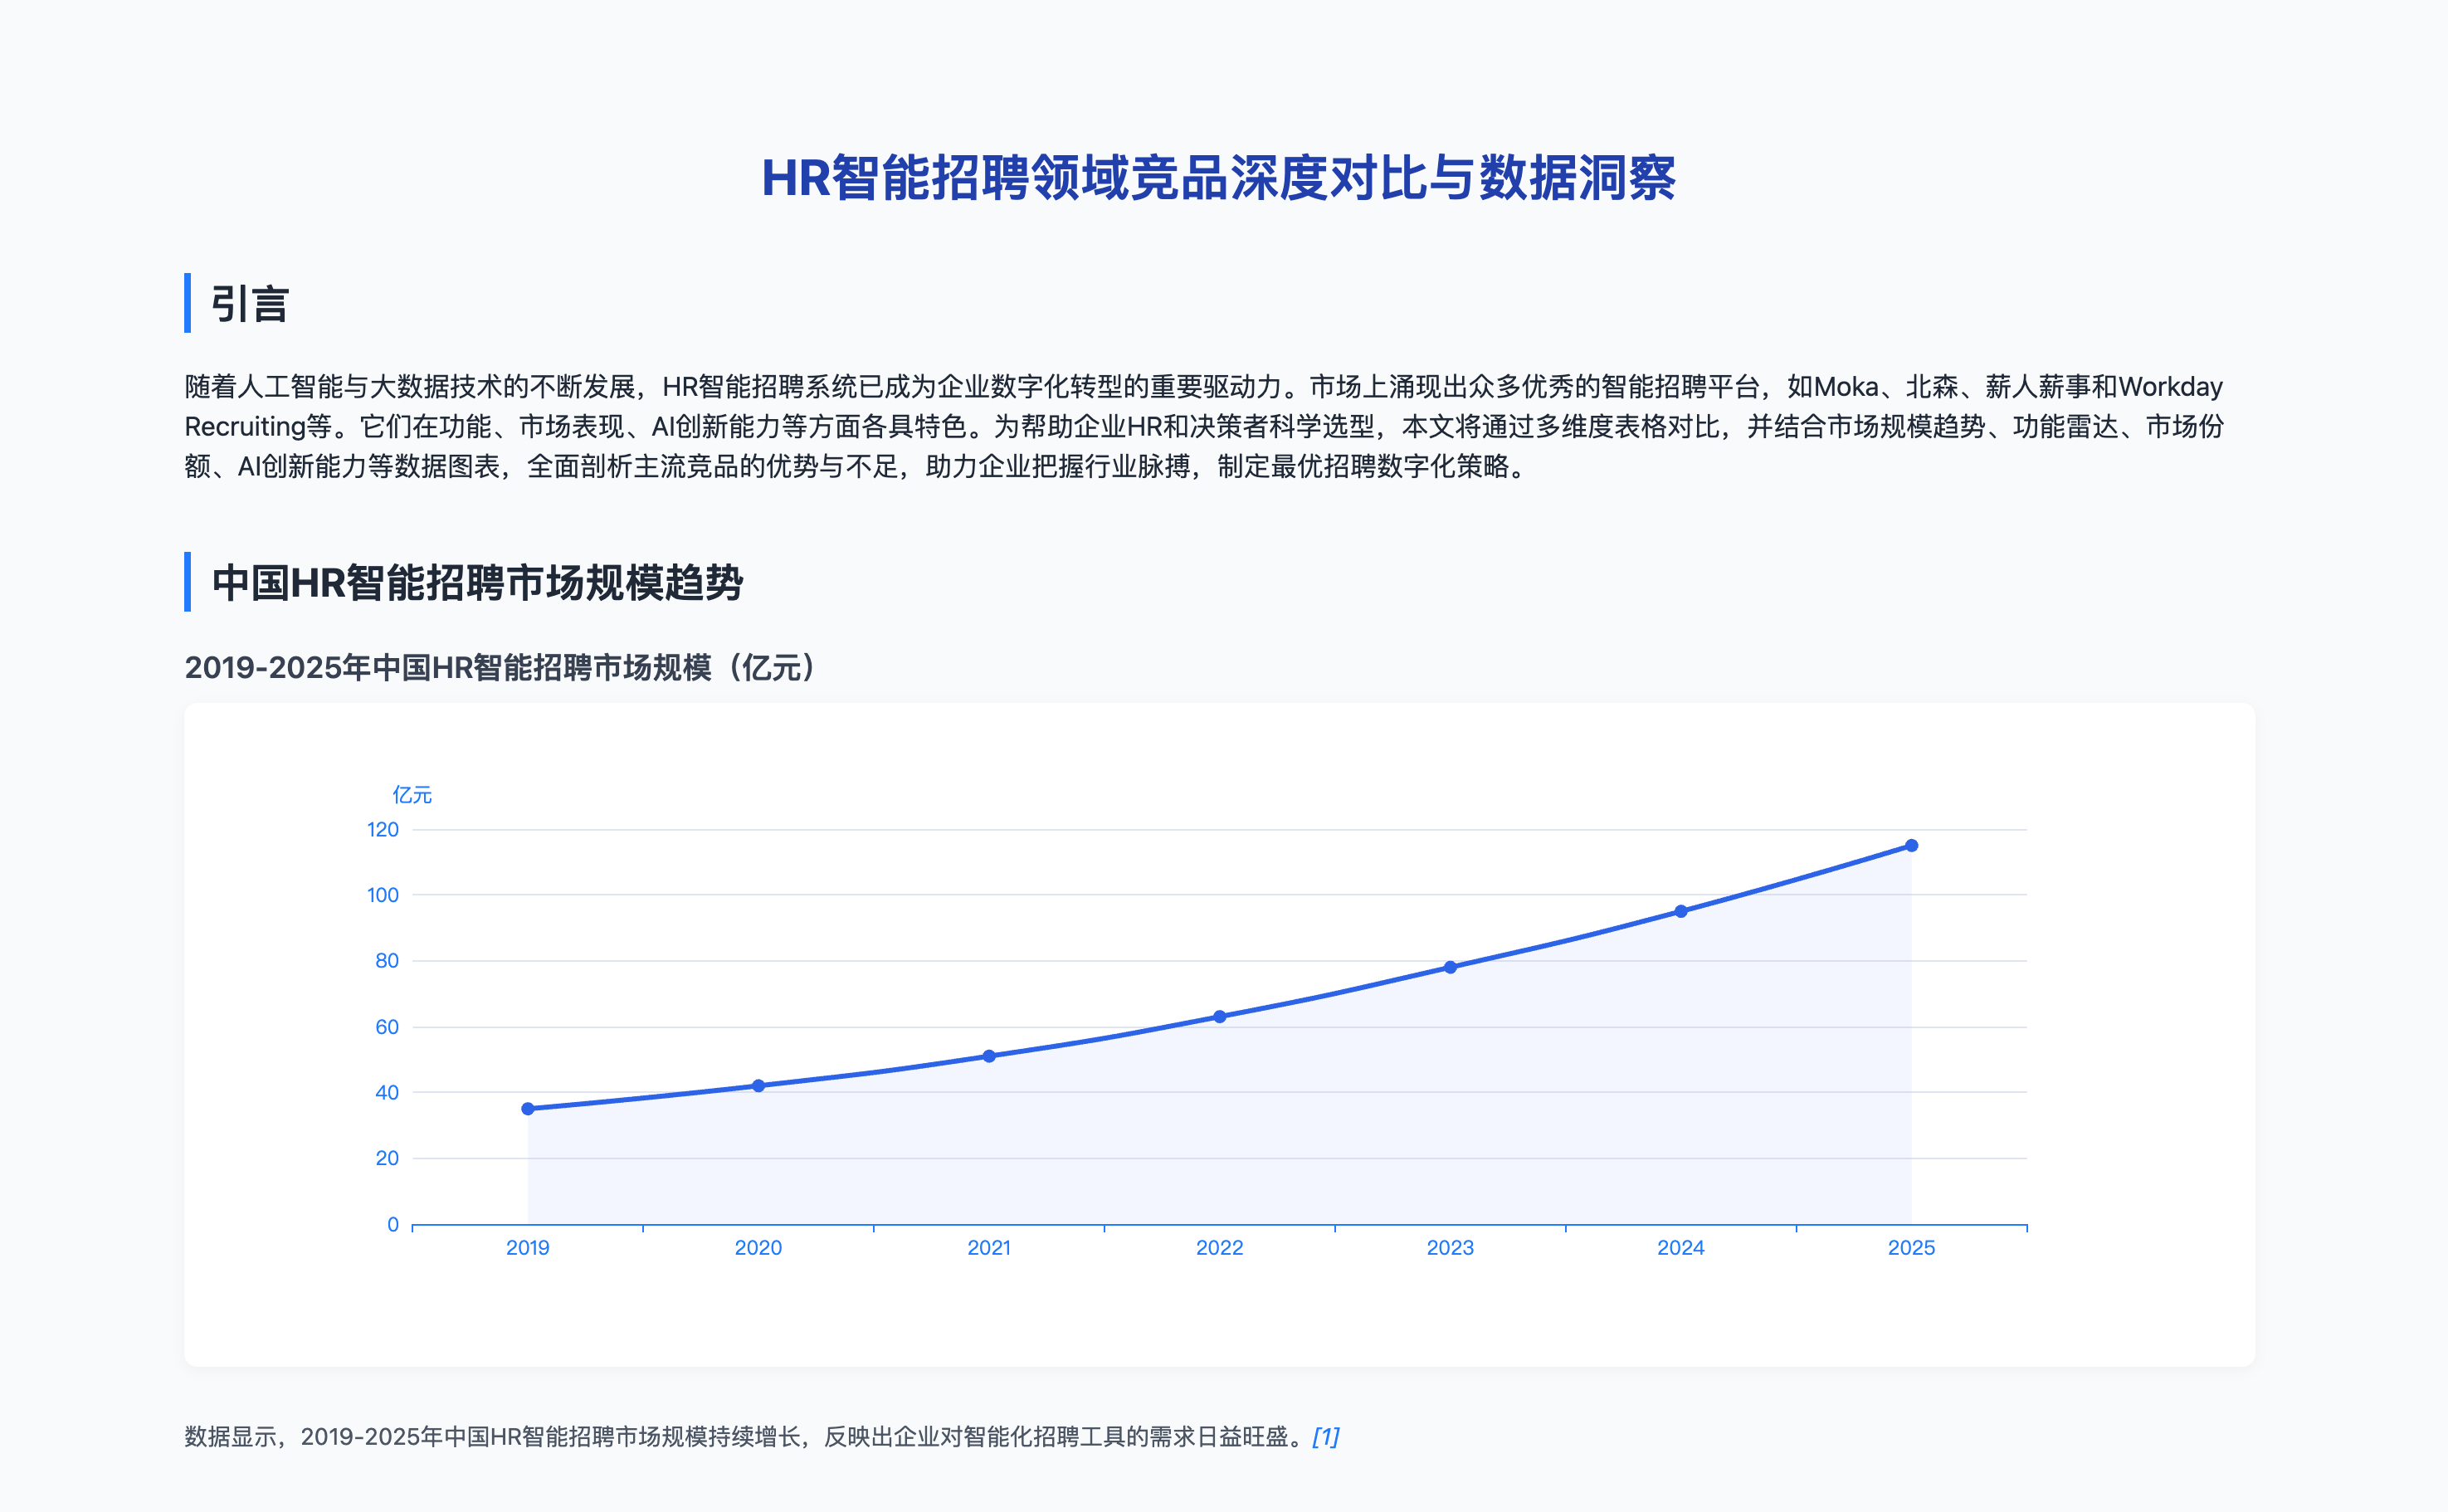 HR智能招聘领域竞品深度对比与数据洞察
引言
随着人工智能与大数据技术的不断发展，HR智能招聘系统已成为企业数字化转型的重要驱动力。市场上涌现出众多优秀的智能招聘平台，如Moka、北森、薪人薪事和Workday
Recruiting等。它们在功能、市场表现、AI创新能力等方面各具特色。为帮助企业HR和决策者科学选型，本文将通过多维度表格对比，并结合市场规模趋势、功能雷达、市场份
额、AI创新能力等数据图表，全面剖析主流竞品的优势与不足，助力企业把握行业脉搏，制定最优招聘数字化策略。
中国HR智能招聘市场规模趋势
2019-2025年中国HR智能招聘市场规模（亿元）
亿元
120
100
80
60
40
20
0
2019 2020 2021 2022 2023 2024 2025
数据显示，2019-2025年中国HR智能招聘市场规模持续增长，反映出企业对智能化招聘工具的需求日益旺盛。[1]